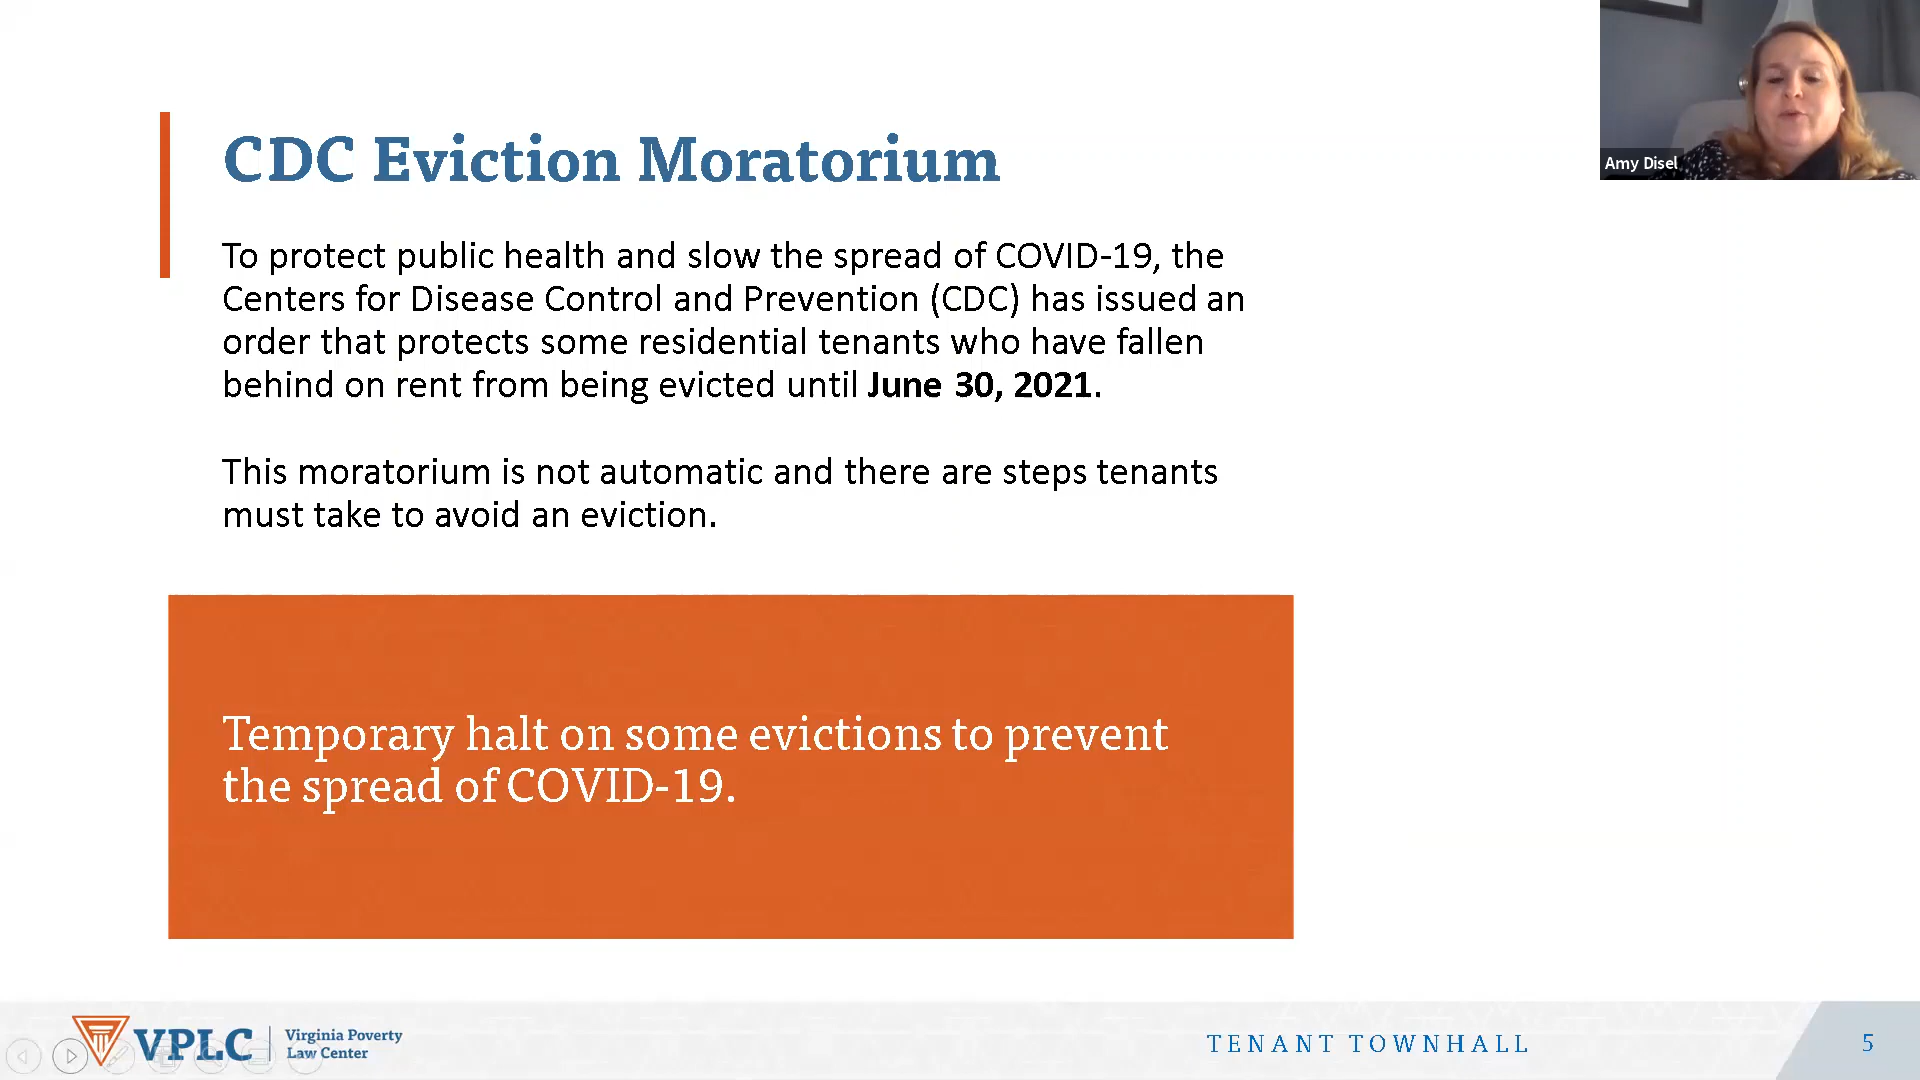 CDC Eviction Moratorium
Amy Disel
To protect public health and slow the spread of COVID-19, the
Centers for Disease Control and Prevention (CDC) has issued an
order that protects some residential tenants who have fallen
behind on rent from being evicted until June 30, 2021.
This moratorium is not automatic and there are steps tenants
must take to avoid an eviction.
Temporary halt on some evictions to prevent
the spread of COVID-19.
VPLC
Virginia Poverty
Law Center
TENANT TOWNHALL
5